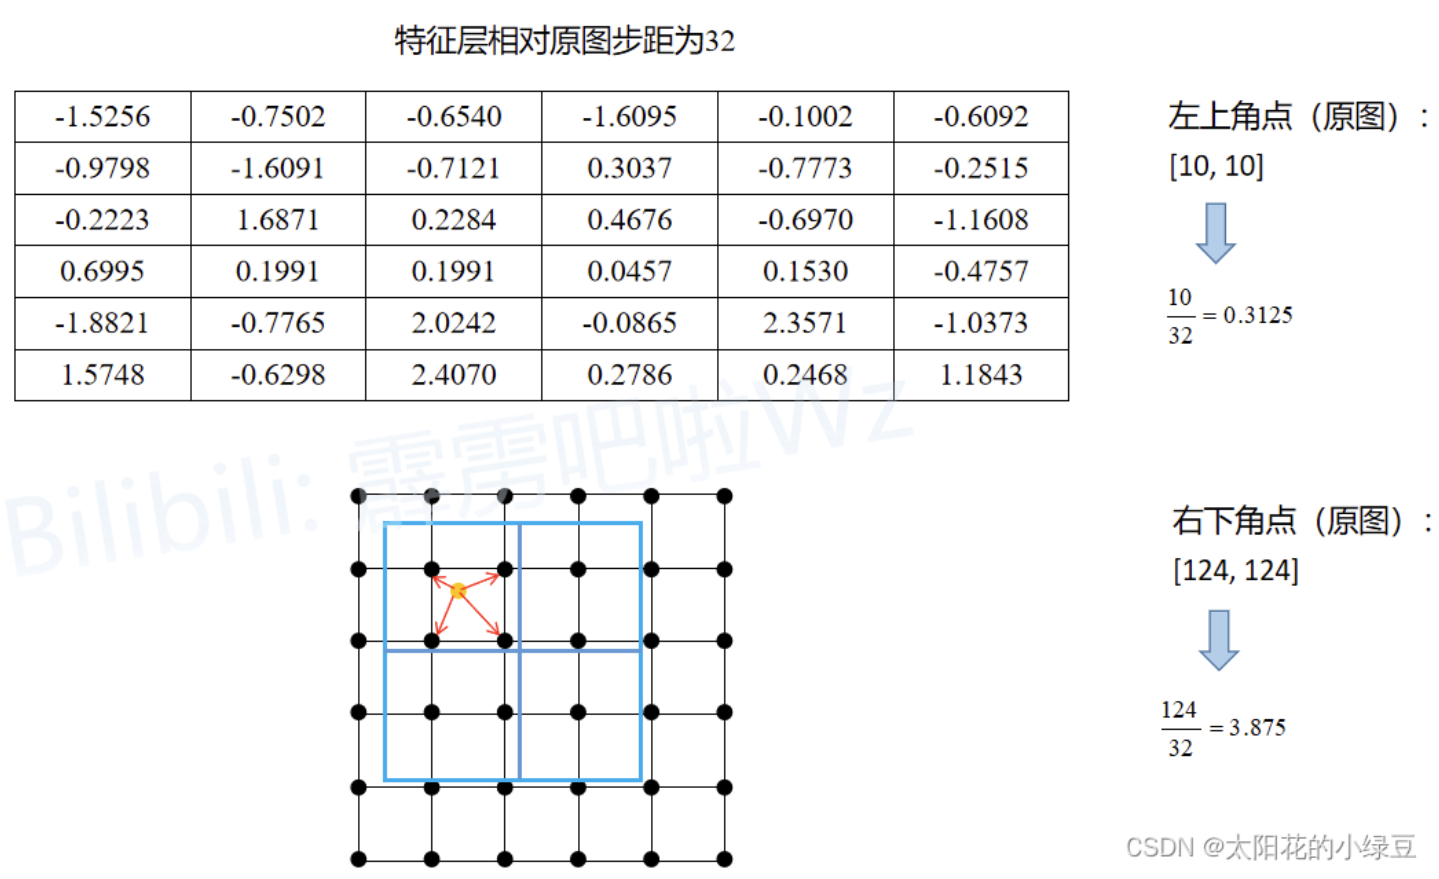 特征层相对原图步距为32
-1.5256 -0.7502 -0.6540 -1.6095 -0.1002 -0.6092
-0.9798 -1.6091 -0.7121 0.3037 -0.7773 -0.2515
-0.2223 1.6871 0.2284 0.4676 -0.6970 -1.1608
0.6995 0.1991 0.1991 0.0457 0.1530 -0.4757
-1.8821 -0.7765 2.0242 -0.0865 2.3571 -1.0373
1.5748 -0.6298 2.4070 0.2786 0.2468 1.1843
左上角点（原图）:
[10, 10]
10
32
= 0.3125
Bilibili: 霹雳吧啦Wz
右下角点（原图）:
[124, 124]
124
32
= 3.875
CSDN @太阳花的小绿豆